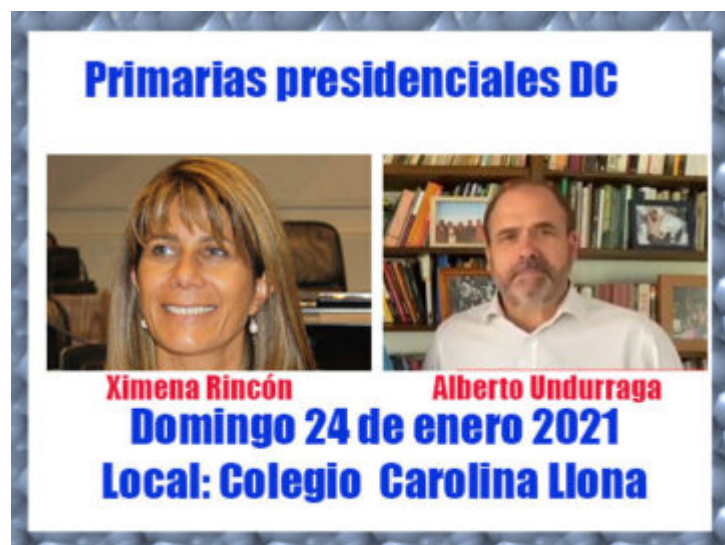 Primarias presidenciales DC
Ximena Rincón
Alberto Undurraga
Domingo 24 de enero 2021
Local: Colegio Carolina Llona